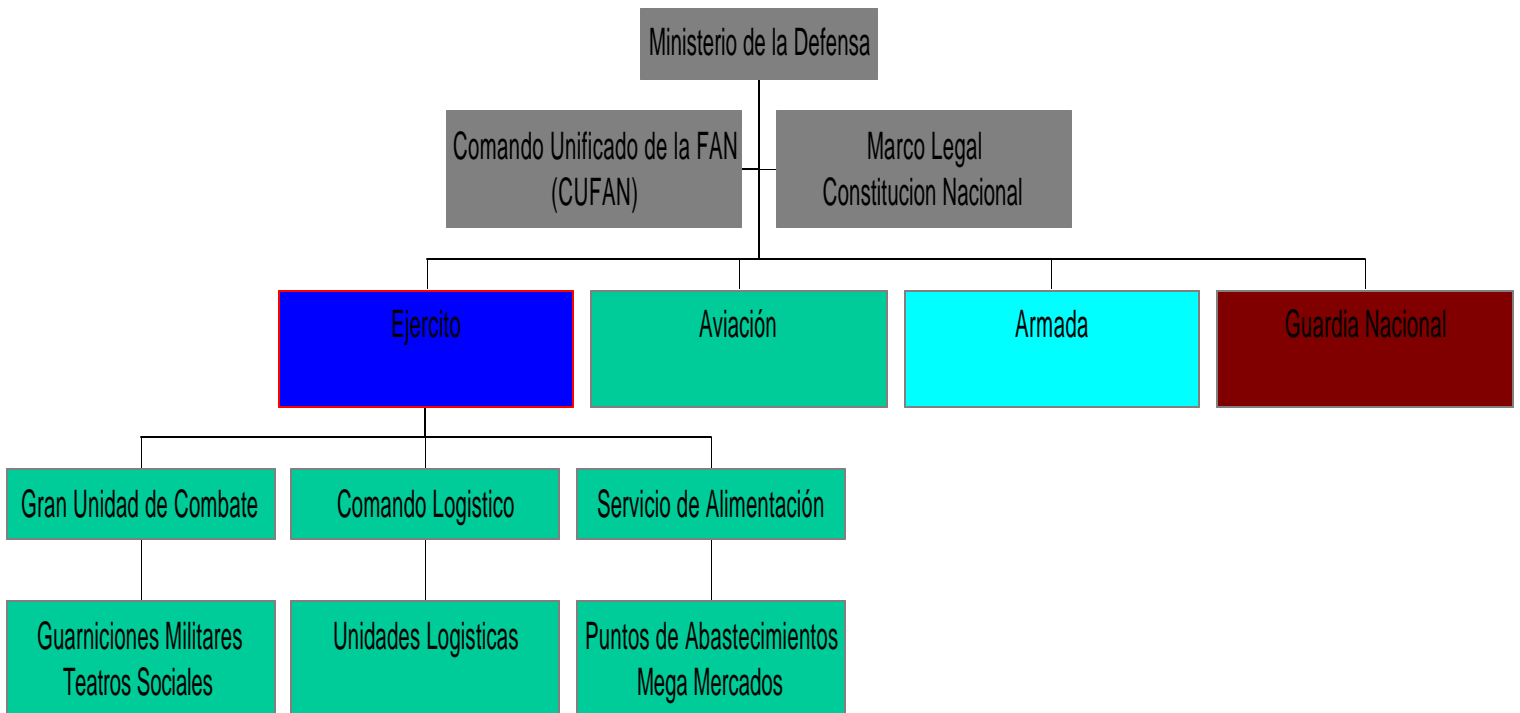 Ministerio de la Defensa
Comando Unificado de la FAN
(CUFAN)
Marco Legal
Constitucion Nacional
Ejercito
Aviación
Armada
Guardia Nacional
Gran Unidad de Combate
Comando Logistico
Servicio de Alimentación
Guarniciones Militares
Teatros Sociales
Unidades Logisticas
Puntos de Abastecimientos
Mega Mercados